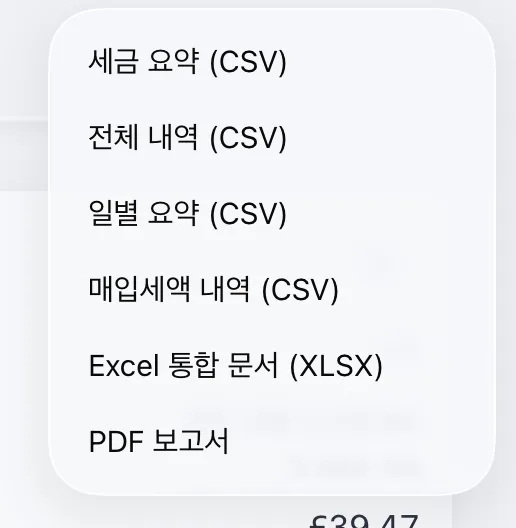 세금 요약 (CSV)
전체 내역 (CSV)
일별 요약 (CSV)
매입세액 내역 (CSV)
Excel 통합 문서 (XLSX)
PDF 보고서
£39.47